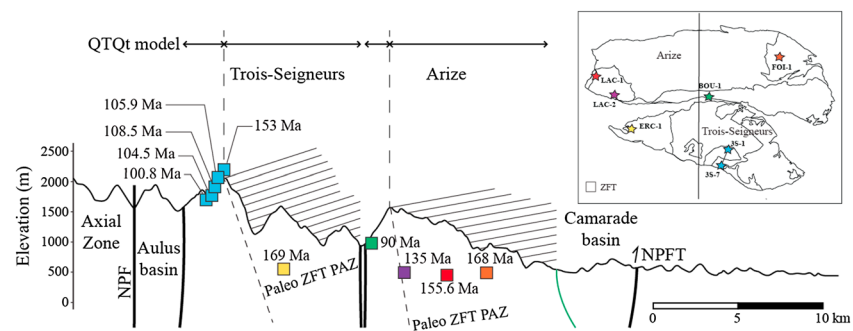 QTQt model
Trois-Seigneurs
Arize
105.9 Ma
108.5 Ma
104.5 Ma
100.8 Ma
153 Ma
2500
2000
1500
1000
500
0
Elevation (m)
Axial
Zone
NPF
Aulus
basin
169 Ma
Paleo ZFT PAZ
90 Ma
135 Ma
168 Ma
155.6 Ma
Paleo ZFT PAZ
Camarade
basin
NPFT
0
5
10 km
Arize
FOI-1
LAC-1
LAC-2
BOU-1
ERC-1
Trois-Seigneurs
3S-1
3S-7
ZFT